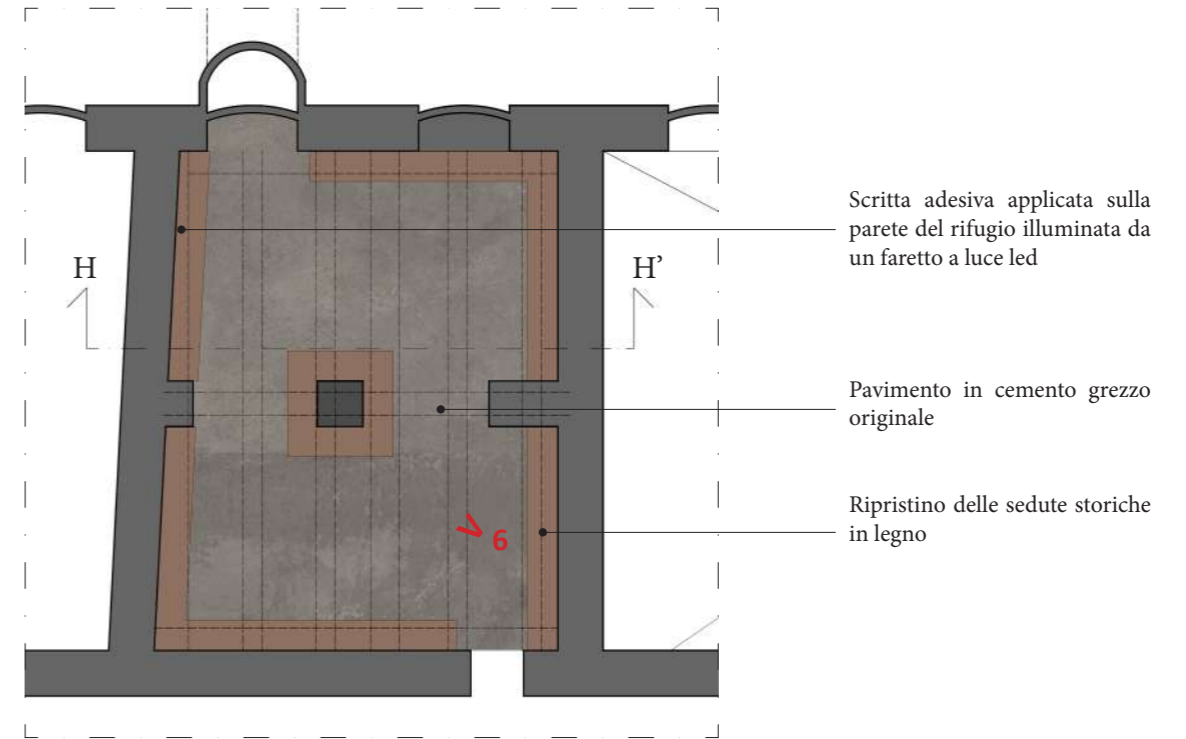 Scritta adesiva applicata sulla
parete del rifugio illuminata da
un faretto a luce led
H
H'
Pavimento in cemento grezzo
originale
Ripristino delle sedute storiche
in legno
V 6